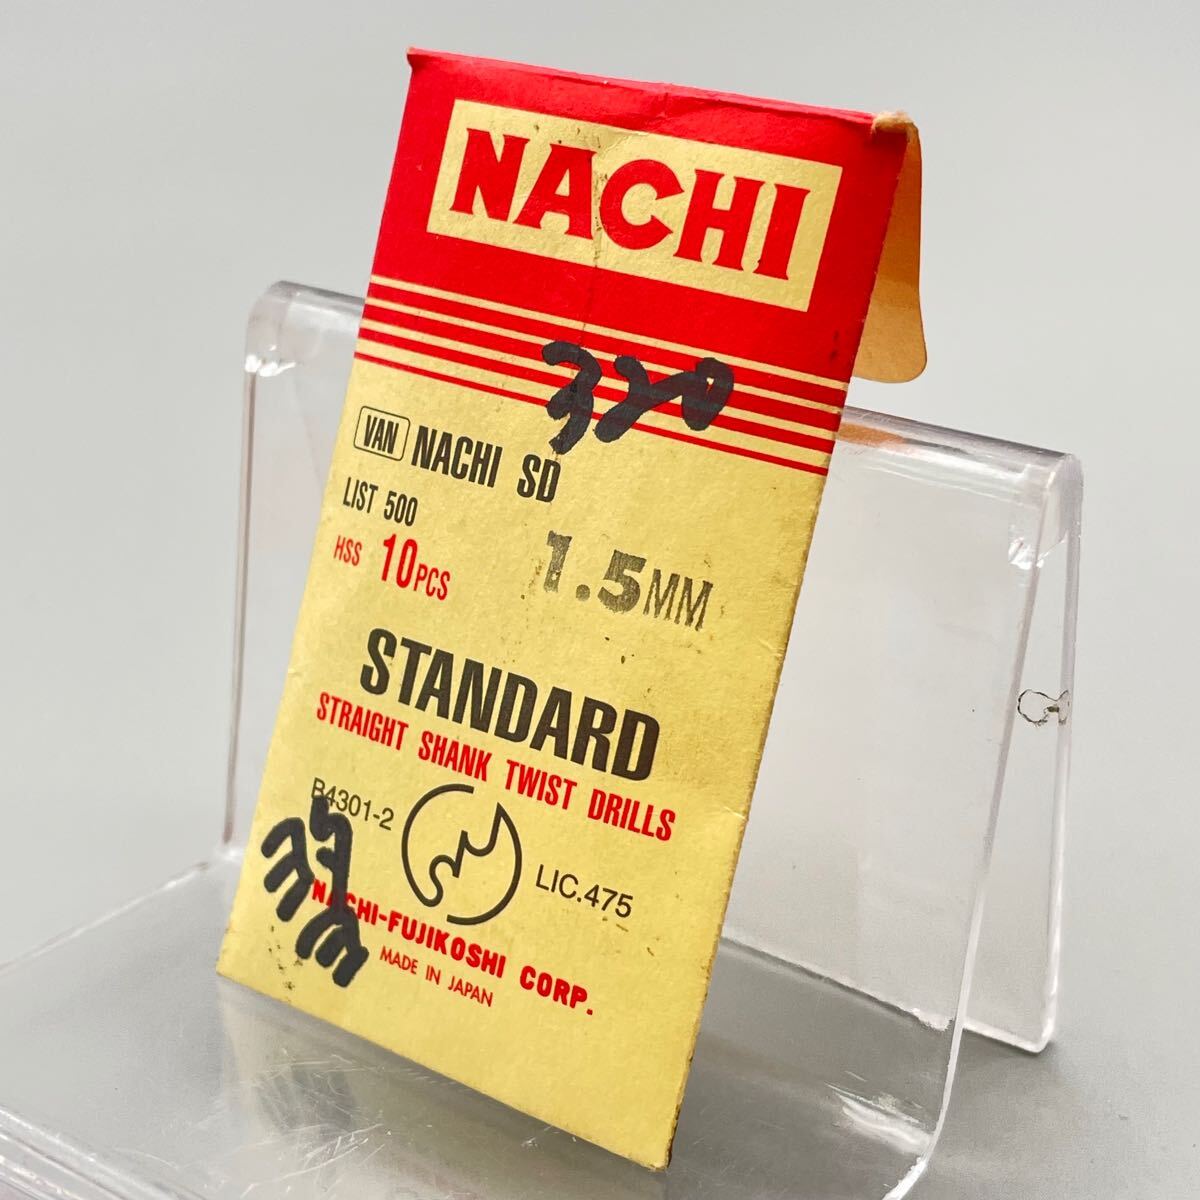 NACHI
320
VAN NACHI SD
LIST 500
HSS 10PCS 1.5MM
STANDARD
STRAIGHT SHANK TWIST DRILLS
B4301-2 LIC.475
NACHI-FUJIKOSHI CORP.
MADE IN JAPAN